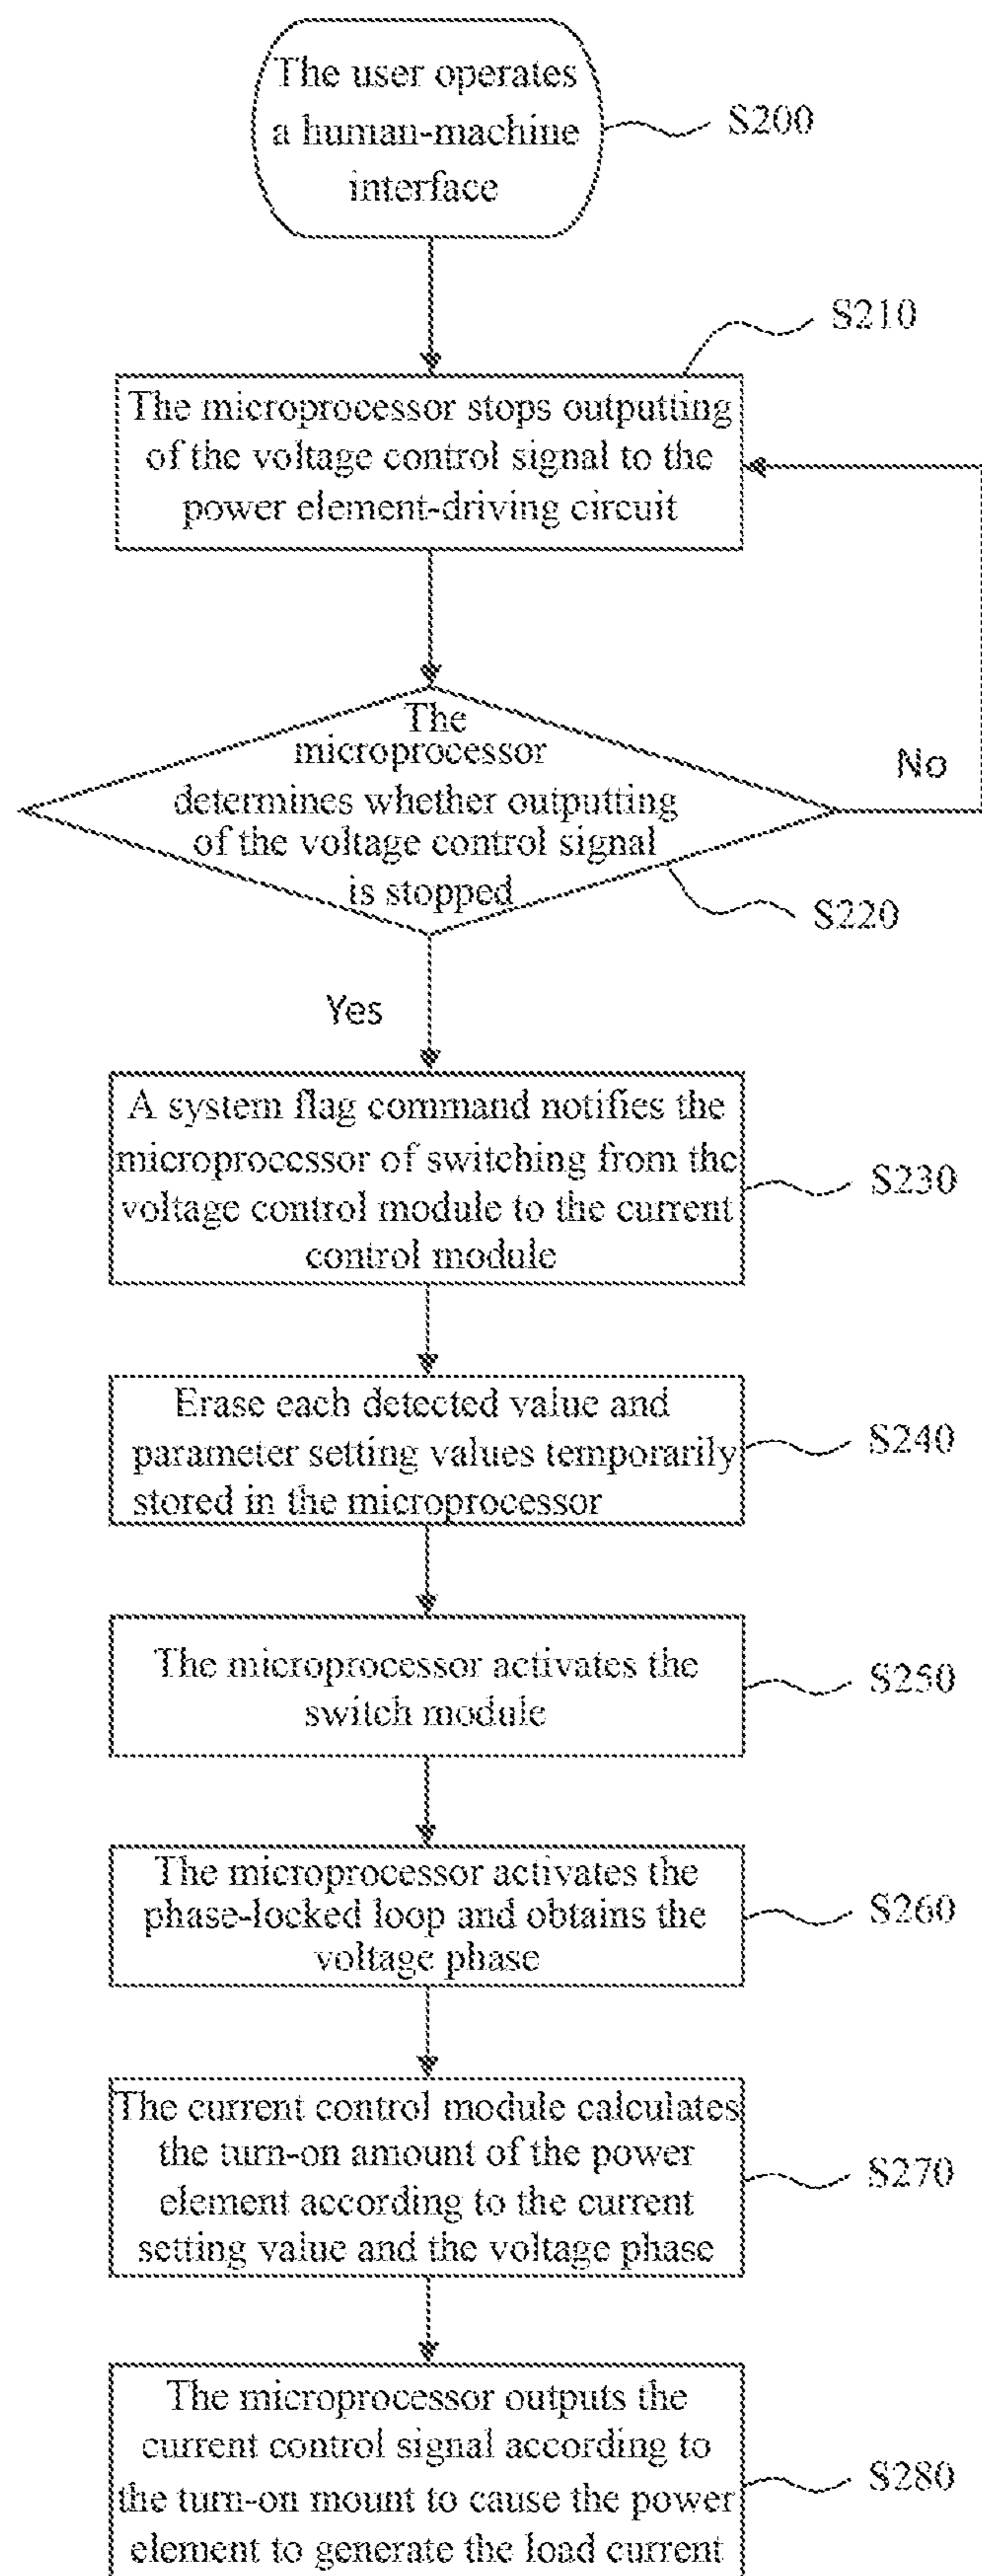 The user operates
a human-machine
interface
S200
S210
The microprocessor stops outputting
of the voltage control signal to the
power element-driving circuit
The
microprocessor
determines whether outputting
of the voltage control signal
is stopped
No
S220
Yes
A system flag command notifies the
microprocessor of switching from the
voltage control module to the current
control module
S230
Erase each detected value and
parameter setting values temporarily
stored in the microprocessor
S240
The microprocessor activates the
switch module
S250
The microprocessor activates the
phase-locked loop and obtains the
voltage phase
S260
The current control module calculates
the turn-on amount of the power
element according to the current
setting value and the voltage phase
S270
The microprocessor outputs the
current control signal according to
the turn-on mount to cause the power
element to generate the load current
S280